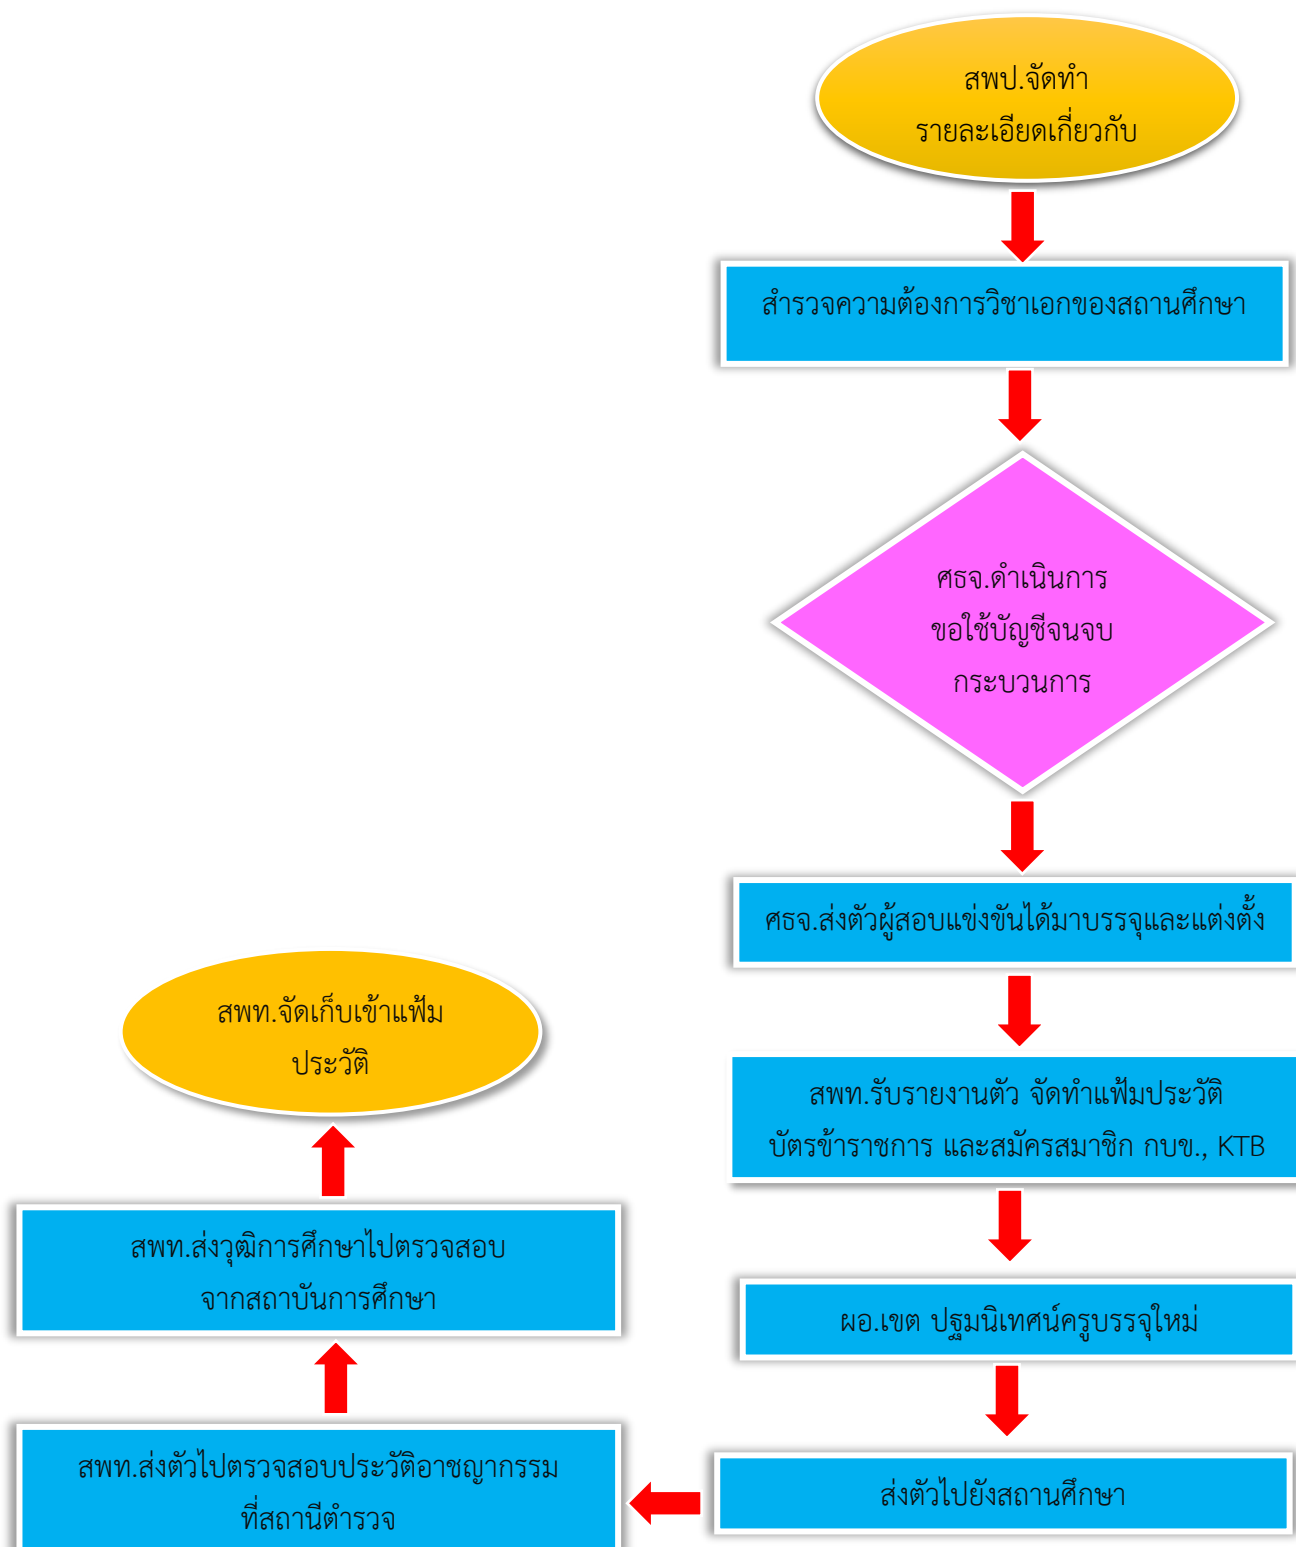 สพป.จัดทำ
รายละเอียดเกี่ยวกับ
สำรวจความต้องการวิชาเอกของสถานศึกษา
ศธจ.ดำเนินการ
ขอใช้บัญชีจนจบ
กระบวนการ
ศธจ.ส่งตัวผู้สอบแข่งขันได้มาบรรจุและแต่งตั้ง
สพท.รับรายงานตัว จัดทำแฟ้มประวัติ
บัตรข้าราชการ และสมัครสมาชิก กบข., KTB
ผอ.เขต ปฐมนิเทศน์ครูบรรจุใหม่
ส่งตัวไปยังสถานศึกษา
สพท.ส่งตัวไปตรวจสอบประวัติอาชญากรรม
ที่สถานีตำรวจ
สพท.ส่งวุฒิการศึกษาไปตรวจสอบ
จากสถาบันการศึกษา
สพท.จัดเก็บเข้าแฟ้ม
ประวัติ